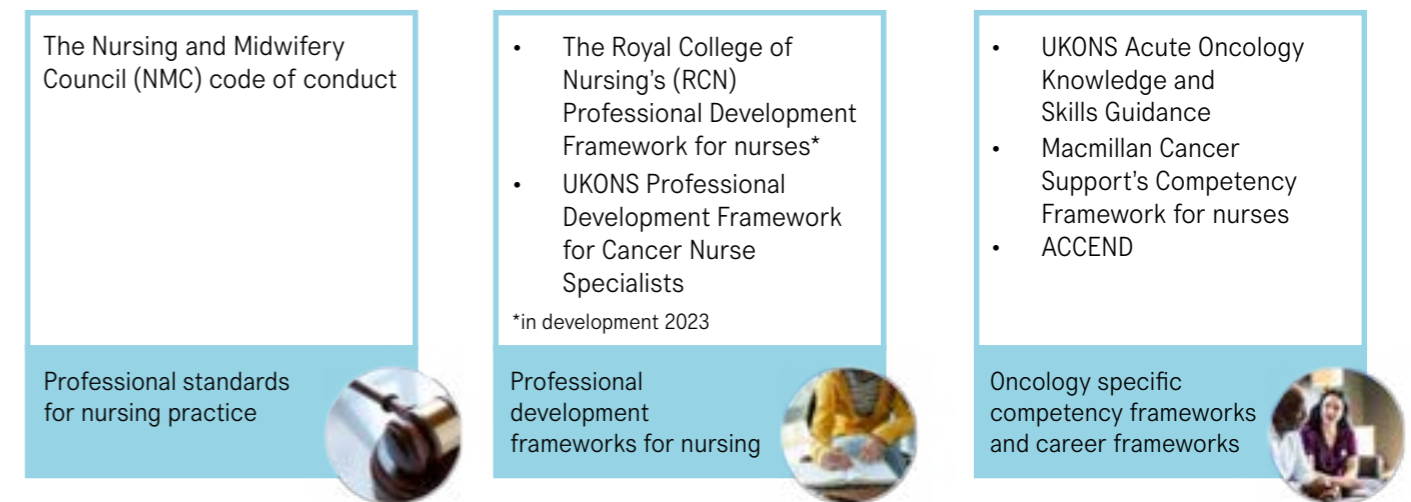 The Nursing and Midwifery
Council (NMC) code of conduct
Professional standards
for nursing practice
• The Royal College of
Nursing’s (RCN)
Professional Development
Framework for nurses*
• UKONS Professional
Development Framework
for Cancer Nurse
Specialists
*in development 2023
Professional
development
frameworks for nursing
• UKONS Acute Oncology
Knowledge and
Skills Guidance
• Macmillan Cancer
Support’s Competency
Framework for nurses
• ACCEND
Oncology specific
competency frameworks
and career frameworks